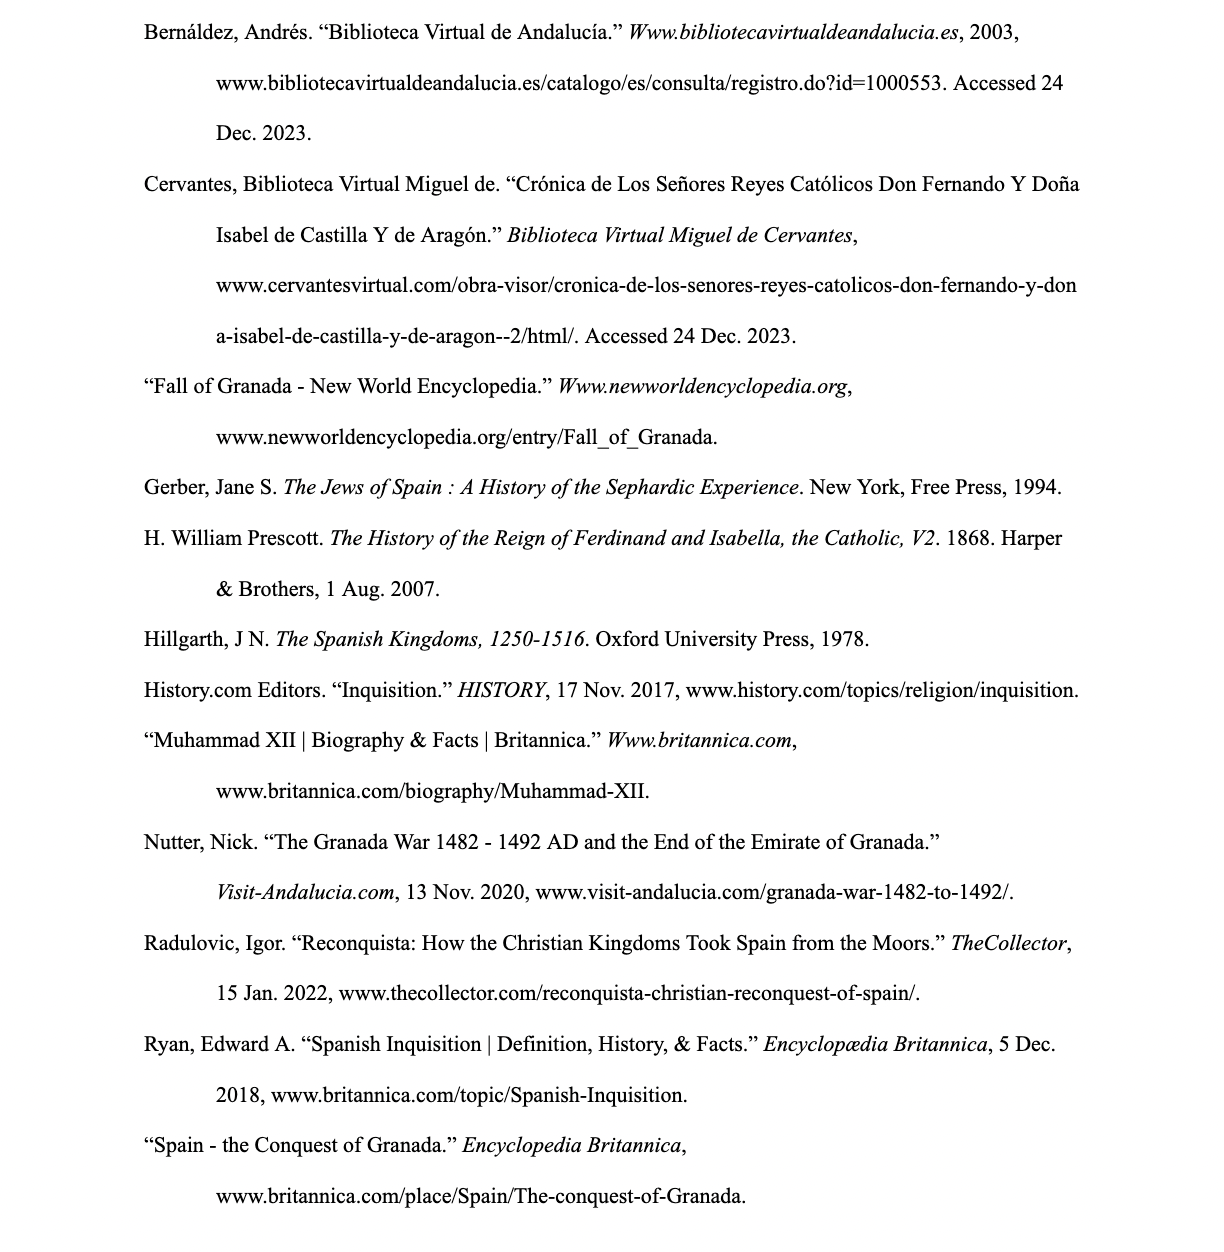 Bernáldez, Andrés. “Biblioteca Virtual de Andalucía.” Www.bibliotecavirtualdeandalucia.es, 2003,
www.bibliotecavirtualdeandalucia.es/catalogo/es/consulta/registro.do?id=1000553. Accessed 24
Dec. 2023.
Cervantes, Biblioteca Virtual Miguel de. “Crónica de Los Señores Reyes Católicos Don Fernando Y Doña
Isabel de Castilla Y de Aragón.” Biblioteca Virtual Miguel de Cervantes,
www.cervantesvirtual.com/obra-visor/cronica-de-los-senores-reyes-catolicos-don-fernando-y-don
a-isabel-de-castilla-y-de-aragon--2/html/. Accessed 24 Dec. 2023.
“Fall of Granada - New World Encyclopedia.” Www.newworldencyclopedia.org,
www.newworldencyclopedia.org/entry/Fall_of_Granada.
Gerber, Jane S. The Jews of Spain : A History of the Sephardic Experience. New York, Free Press, 1994.
H. William Prescott. The History of the Reign of Ferdinand and Isabella, the Catholic, V2. 1868. Harper
& Brothers, 1 Aug. 2007.
Hillgarth, J N. The Spanish Kingdoms, 1250-1516. Oxford University Press, 1978.
History.com Editors. “Inquisition.” HISTORY, 17 Nov. 2017, www.history.com/topics/religion/inquisition.
“Muhammad XII | Biography & Facts | Britannica.” Www.britannica.com,
www.britannica.com/biography/Muhammad-XII.
Nutter, Nick. “The Granada War 1482 - 1492 AD and the End of the Emirate of Granada.”
Visit-Andalucia.com, 13 Nov. 2020, www.visit-andalucia.com/granada-war-1482-to-1492/.
Radulovic, Igor. “Reconquista: How the Christian Kingdoms Took Spain from the Moors.” TheCollector,
15 Jan. 2022, www.thecollector.com/reconquista-christian-reconquest-of-spain/.
Ryan, Edward A. “Spanish Inquisition | Definition, History, & Facts.” Encyclopædia Britannica, 5 Dec.
2018, www.britannica.com/topic/Spanish-Inquisition.
“Spain - the Conquest of Granada.” Encyclopedia Britannica,
www.britannica.com/place/Spain/The-conquest-of-Granada.